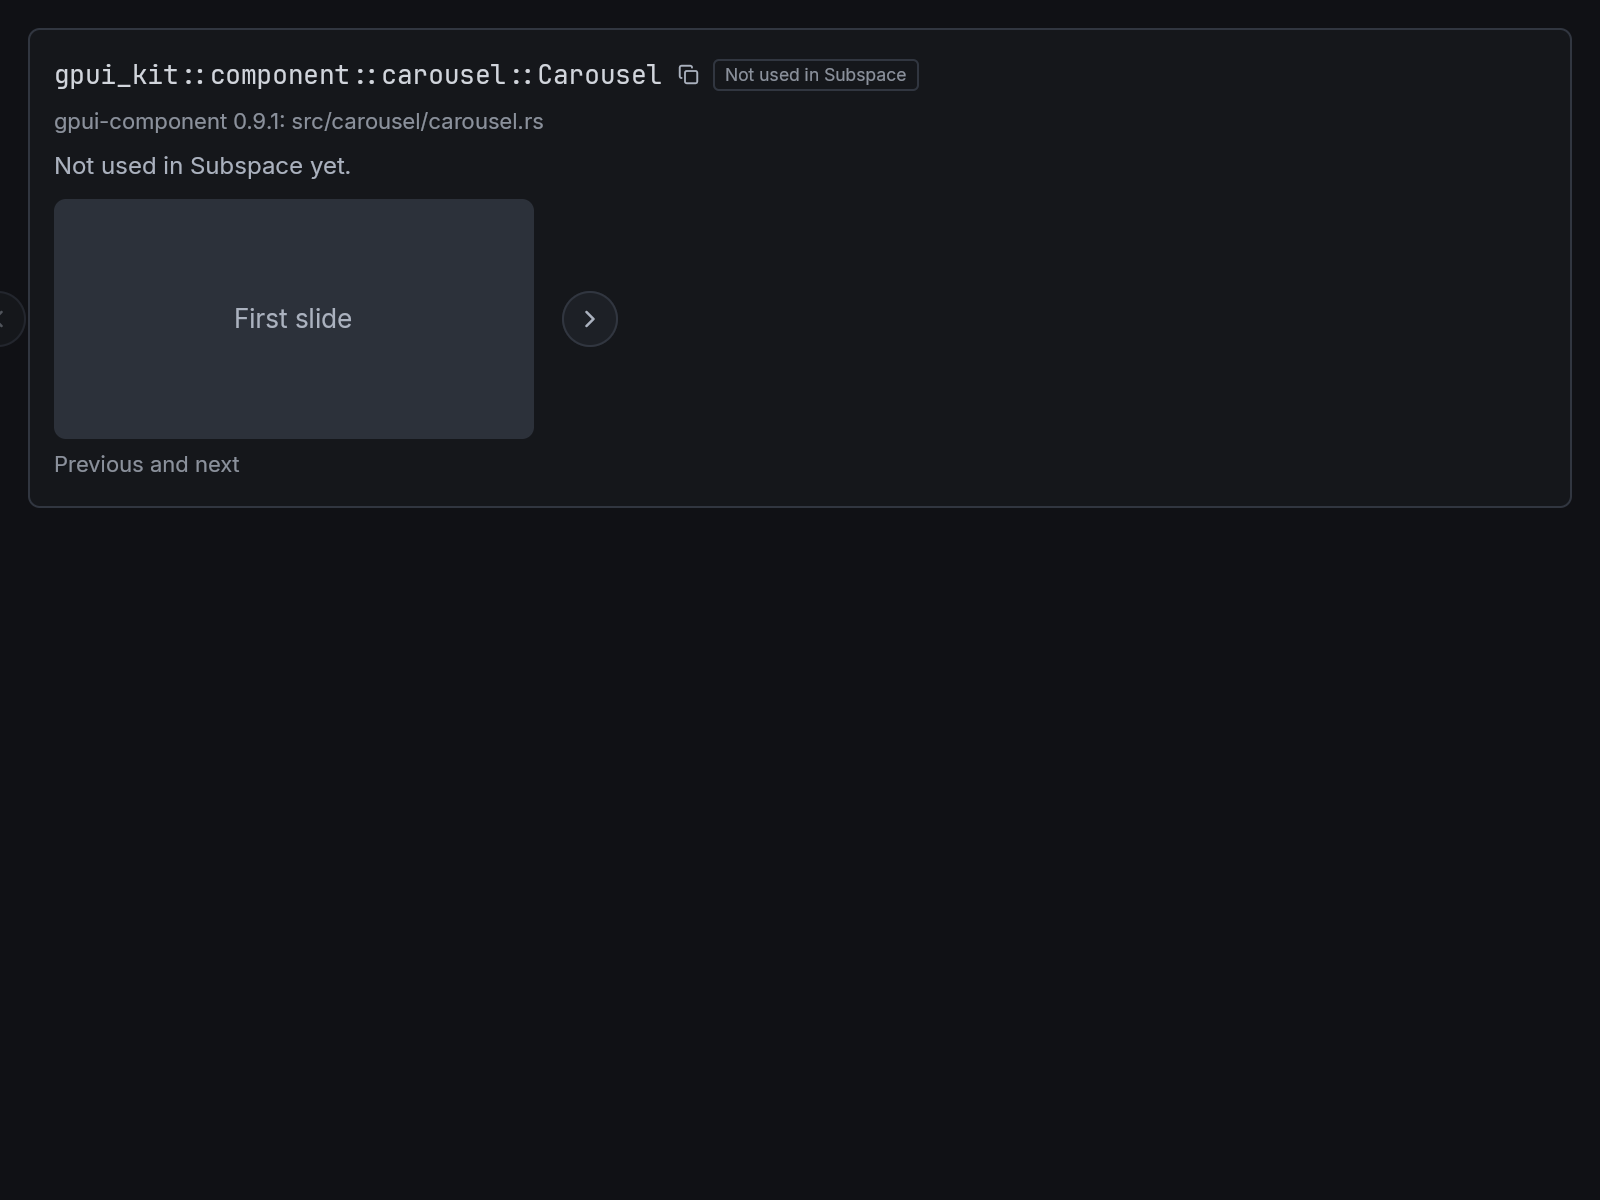 gpui_kit::component::carousel::Carousel Not used in Subspace
gpui-component 0.9.1: src/carousel/carousel.rs
Not used in Subspace yet.
First slide
Previous and next